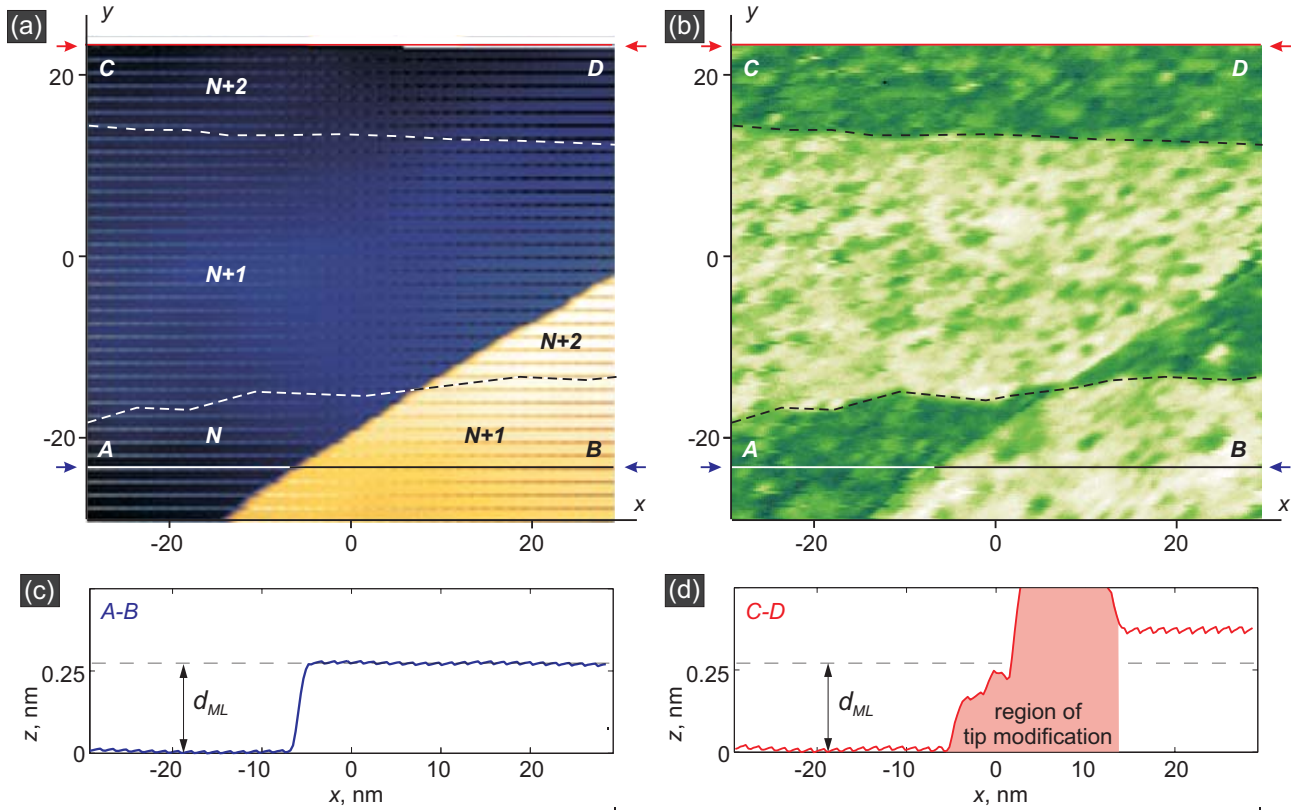 (a)
y
C
D
N+2
20
0
-20
N+1
N+2
N
N+1
A
B
x
-20
0
20
(b)
y
C
D
20
0
-20
A
B
x
-20
0
20
(c)
A-B
0.25
0
z, nm
d_ML
-20
-10
0
10
20
x, nm
(d)
C-D
0.25
0
z, nm
d_ML
region of
tip modification
-20
-10
0
10
20
x, nm